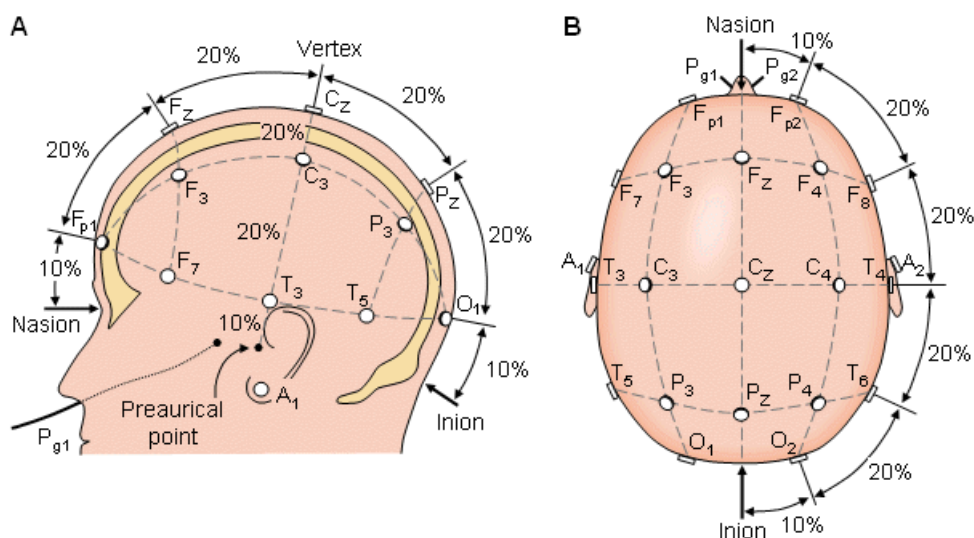 A
Vertex
20%
20%
Fz
Cz
20%
20%
C3
F3
Pz
Fp1
P3
20%
20%
10%
F7
T3
T5
O1
Nasion
10%
10%
A1
Preaurical
point
Inion
Pg1
B
Nasion
10%
Pg1
Pg2
Fp1
Fp2
20%
F7
F3
Fz
F4
F8
20%
A1
T3
C3
Cz
C4
T4
A2
20%
T5
P3
Pz
P4
T6
O1
O2
20%
Inion
10%